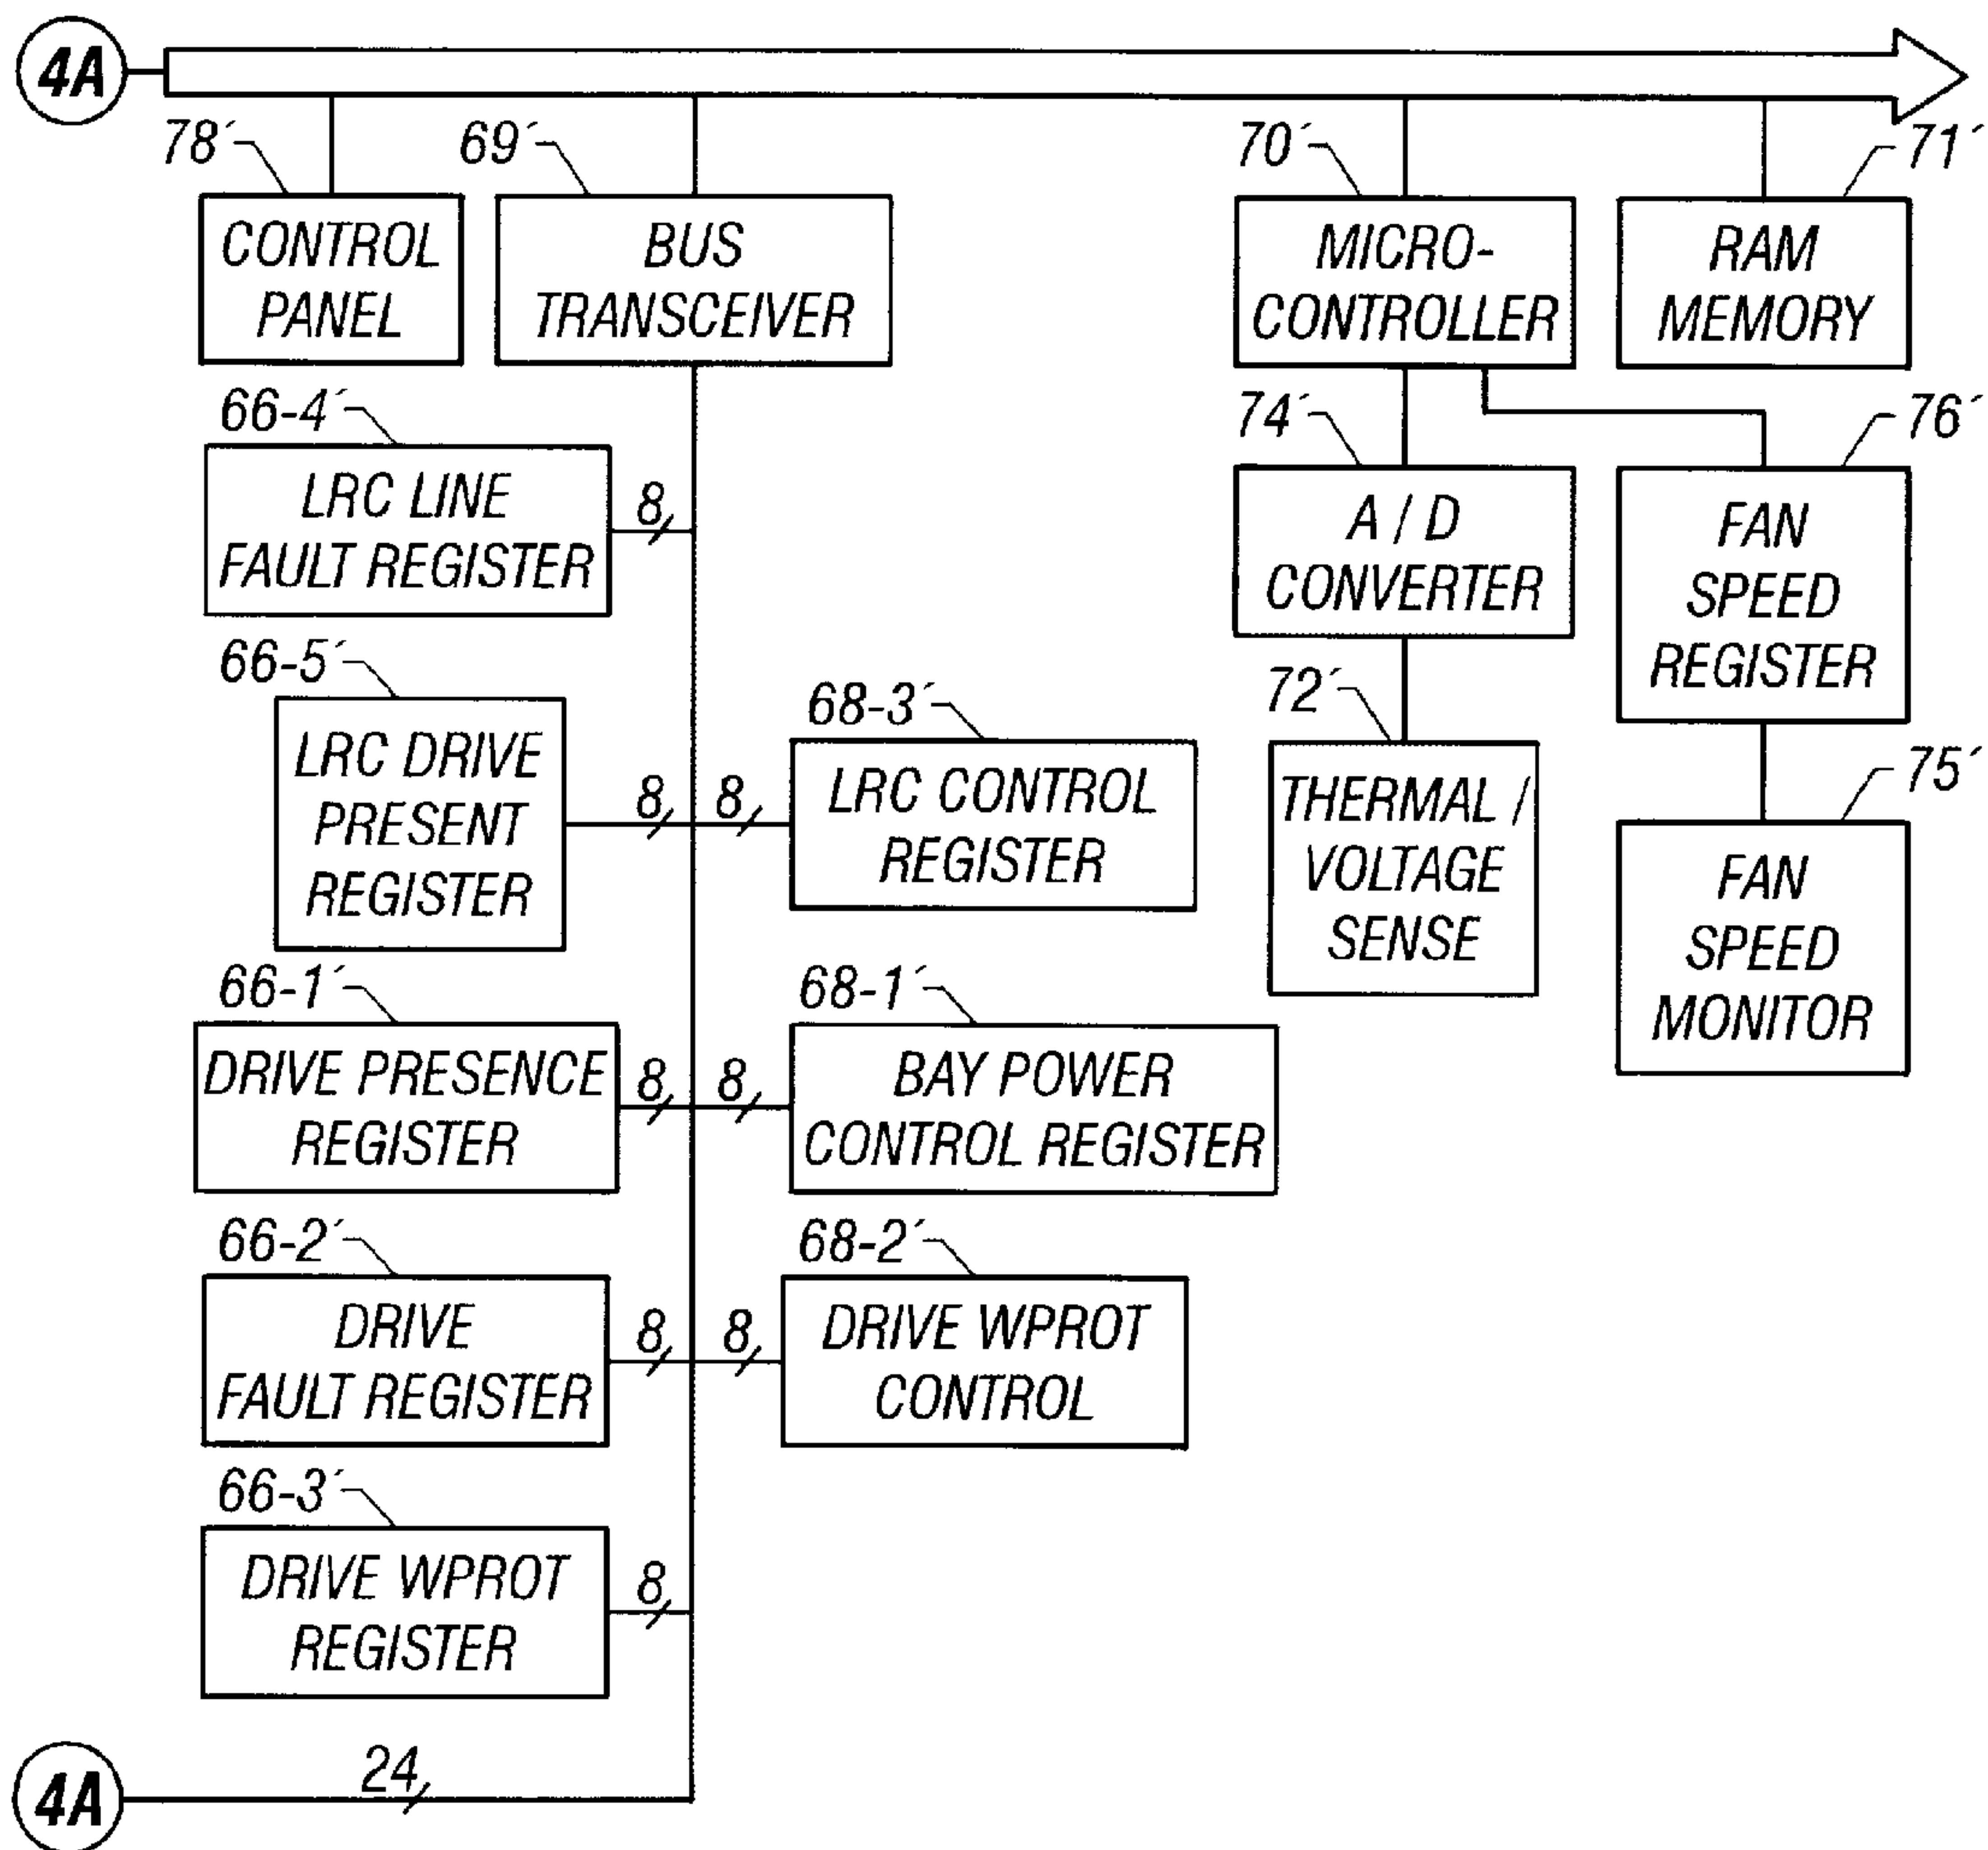 4A
78´
69´
70´
71´
CONTROL
PANEL
BUS
TRANSCEIVER
MICRO-
CONTROLLER
RAM
MEMORY
66-4´
LRC LINE
FAULT REGISTER
8
74´
A / D
CONVERTER
76´
FAN
SPEED
REGISTER
66-5´
LRC DRIVE
PRESENT
REGISTER
8
8
68-3´
LRC CONTROL
REGISTER
72´
THERMAL /
VOLTAGE
SENSE
75´
FAN
SPEED
MONITOR
66-1´
DRIVE PRESENCE
REGISTER
8
8
68-1´
BAY POWER
CONTROL REGISTER
66-2´
DRIVE
FAULT REGISTER
8
8
68-2´
DRIVE WPROT
CONTROL
66-3´
DRIVE WPROT
REGISTER
8
4A
24